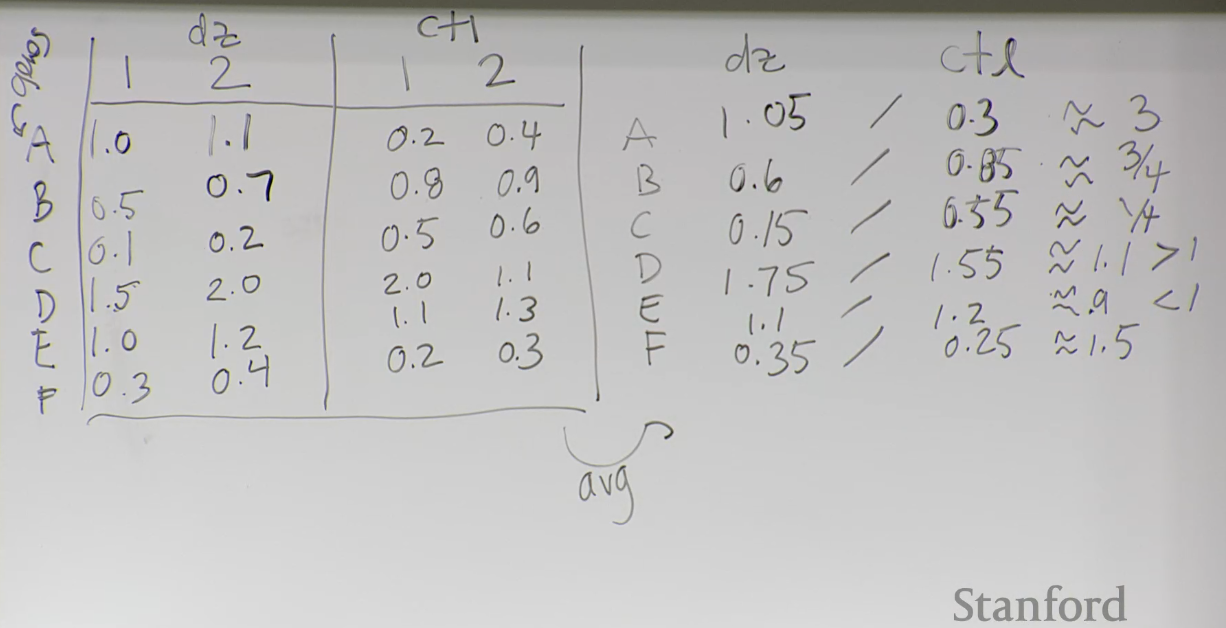 genes
dz ctl dz ctl
1 2 1 2
A 1.0 1.1 0.2 0.4 A 1.05 / 0.3 ≈ 3
B 0.5 0.7 0.8 0.9 B 0.6 / 0.85 ≈ 3/4
C 0.1 0.2 0.5 0.6 C 0.15 / 0.55 ≈ 1/4
D 1.5 2.0 2.0 1.1 D 1.75 / 1.55 ≈ 1.1 >1
E 1.0 1.2 1.1 1.3 E 1.1 / 1.2 ≈ .9 <1
F 0.3 0.4 0.2 0.3 F 0.35 / 0.25 ≈ 1.5
avg
Stanford